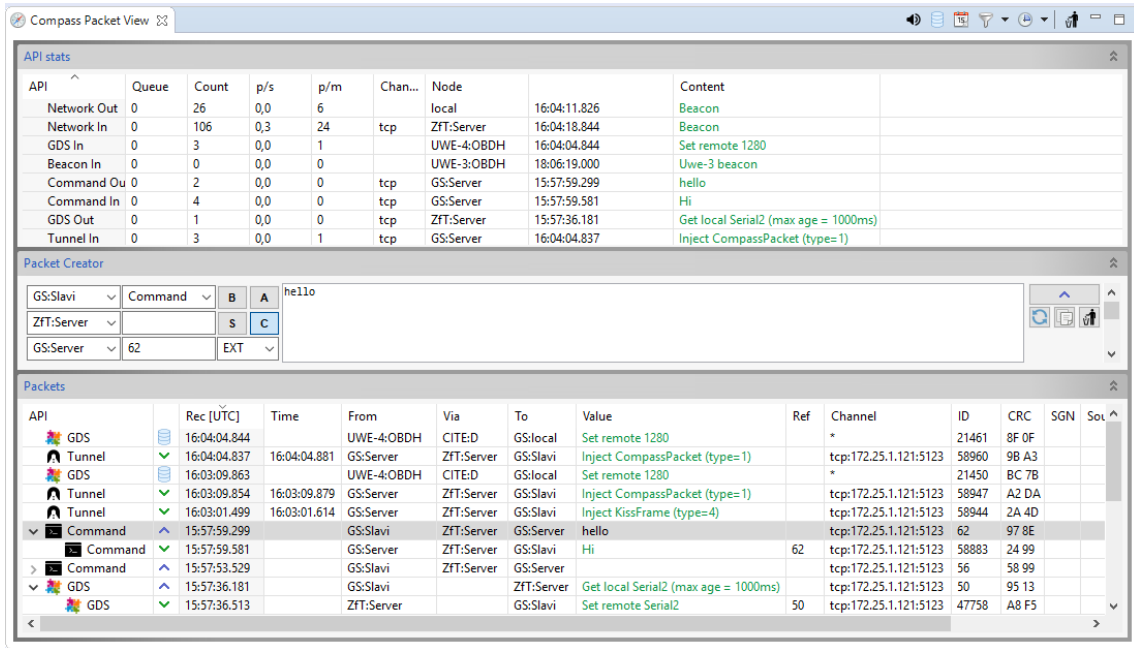 Compass Packet View
15
API stats
API Queue Count p/s p/m Chan... Node Content
Network Out 0 26 0,0 6 local 16:04:11.826 Beacon
Network In 0 106 0,3 24 tcp ZfT:Server 16:04:18.844 Beacon
GDS In 0 3 0,0 1 UWE-4:OBDH 16:04:04.844 Set remote 1280
Beacon In 0 0 0,0 0 UWE-3:OBDH 18:06:19.000 Uwe-3 beacon
Command Ou 0 2 0,0 0 tcp GS:Server 15:57:59.299 hello
Command In 0 4 0,0 0 tcp GS:Server 15:57:59.581 Hi
GDS Out 0 1 0,0 0 tcp ZfT:Server 15:57:36.181 Get local Serial2 (max age = 1000ms)
Tunnel In 0 3 0,0 1 tcp GS:Server 16:04:04.837 Inject CompassPacket (type=1)
Packet Creator
GS:Slavi Command B A hello
ZfT:Server S C
GS:Server 62 EXT
Packets
API Rec [UTC] Time From Via To Value Ref Channel ID CRC SGN Sou
GDS 16:04:04.844 UWE-4:OBDH CITE:D GS:local Set remote 1280 * 21461 8F 0F
Tunnel 16:04:04.837 16:04:04.881 GS:Server ZfT:Server GS:Slavi Inject CompassPacket (type=1) tcp:172.25.1.121:5123 58960 9B A3
GDS 16:03:09.863 UWE-4:OBDH CITE:D GS:local Set remote 1280 * 21450 BC 7B
Tunnel 16:03:09.854 16:03:09.879 GS:Server ZfT:Server GS:Slavi Inject CompassPacket (type=1) tcp:172.25.1.121:5123 58947 A2 DA
Tunnel 16:03:01.499 16:03:01.614 GS:Server ZfT:Server GS:Slavi Inject KissFrame (type=4) tcp:172.25.1.121:5123 58944 2A 4D
Command 15:57:59.299 GS:Slavi ZfT:Server GS:Server hello tcp:172.25.1.121:5123 62 97 8E
Command 15:57:59.581 GS:Server ZfT:Server GS:Slavi Hi 62 tcp:172.25.1.121:5123 58883 24 99
Command 15:57:53.529 GS:Slavi ZfT:Server GS:Server tcp:172.25.1.121:5123 56 58 99
GDS 15:57:36.181 GS:Slavi ZfT:Server Get local Serial2 (max age = 1000ms) tcp:172.25.1.121:5123 50 95 13
GDS 15:57:36.513 ZfT:Server GS:Slavi Set remote Serial2 50 tcp:172.25.1.121:5123 47758 A8 F5